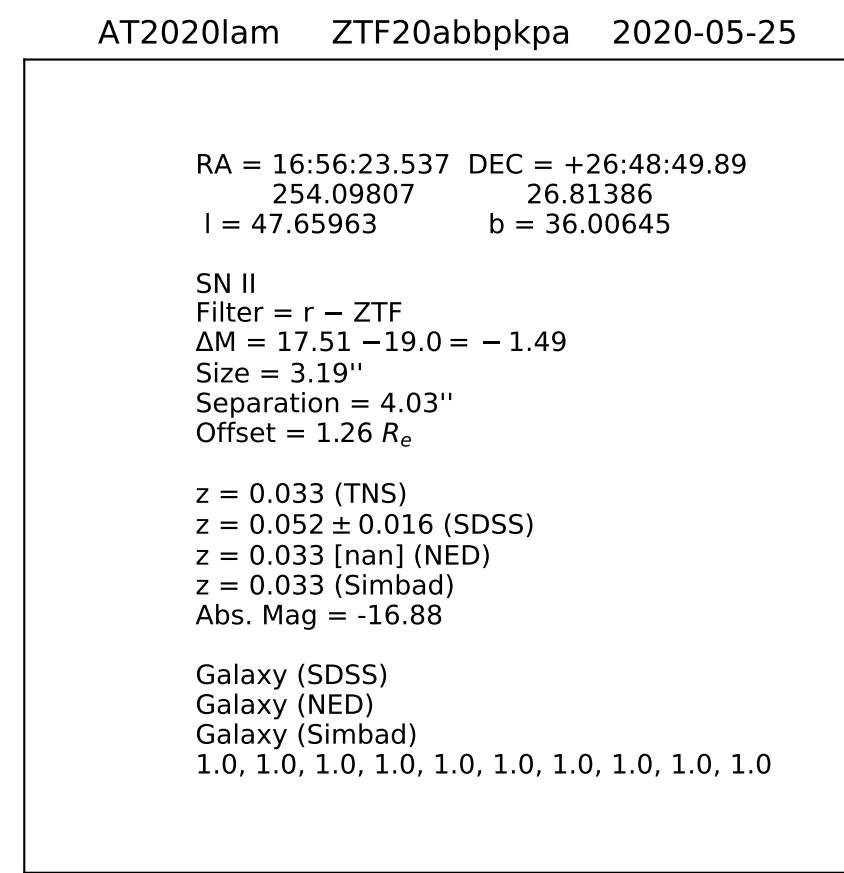 AT2020lam ZTF20abbpkpa 2020-05-25
RA = 16:56:23.537 DEC = +26:48:49.89
254.09807 26.81386
l = 47.65963 b = 36.00645
SN II
Filter = r − ZTF
ΔM = 17.51 −19.0 = − 1.49
Size = 3.19''
Separation = 4.03''
Offset = 1.26 Rₑ
z = 0.033 (TNS)
z = 0.052 ± 0.016 (SDSS)
z = 0.033 [nan] (NED)
z = 0.033 (Simbad)
Abs. Mag = -16.88
Galaxy (SDSS)
Galaxy (NED)
Galaxy (Simbad)
1.0, 1.0, 1.0, 1.0, 1.0, 1.0, 1.0, 1.0, 1.0, 1.0